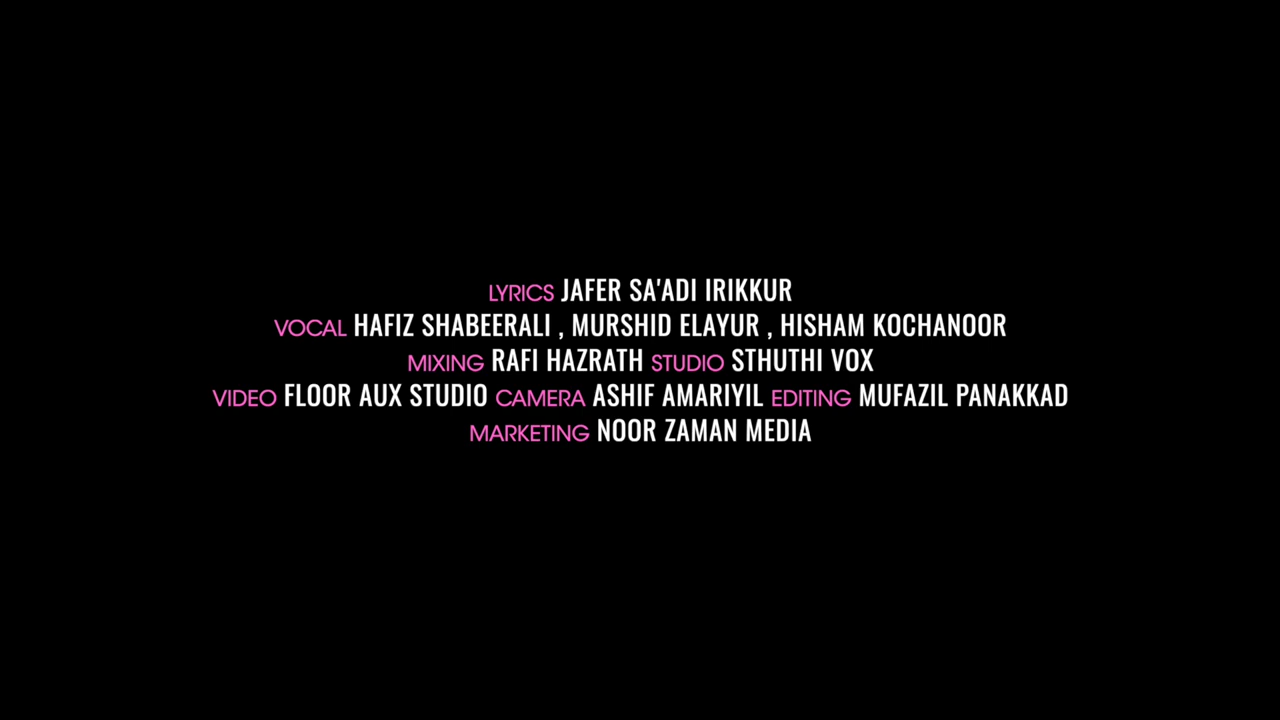 LYRICS JAFER SA'ADI IRIKKUR
VOCAL HAFIZ SHABEERALI , MURSHID ELAYUR , HISHAM KOCHANOOR
MIXING RAFI HAZRATH STUDIO STHUTHI VOX
VIDEO FLOOR AUX STUDIO CAMERA ASHIF AMARIYIL EDITING MUFAZIL PANAKKAD
MARKETING NOOR ZAMAN MEDIA